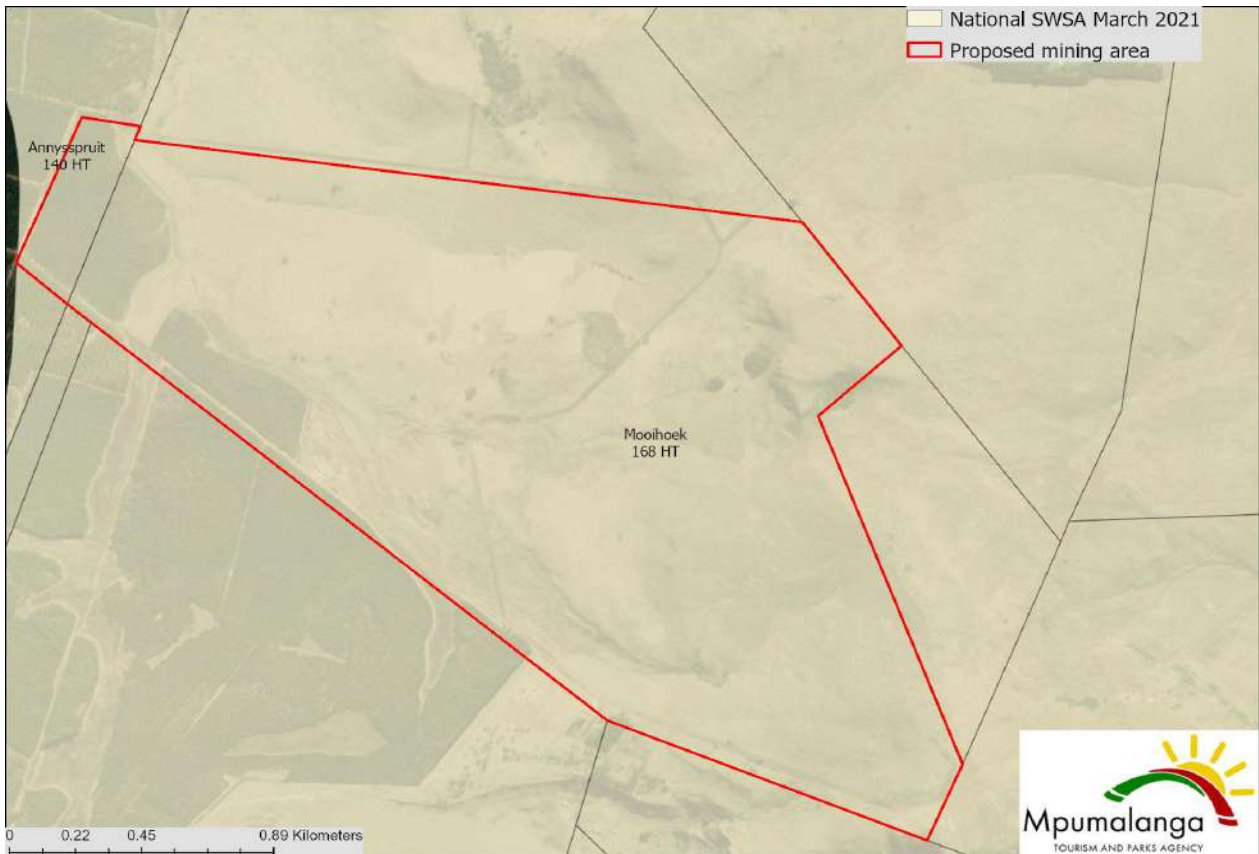 National SWSA March 2021
Proposed mining area
Annysspruit
140 HT
Mooihoek
168 HT
0 0.22 0.45 0.89 Kilometers
Mpumalanga
TOURISM AND PARKS AGENCY